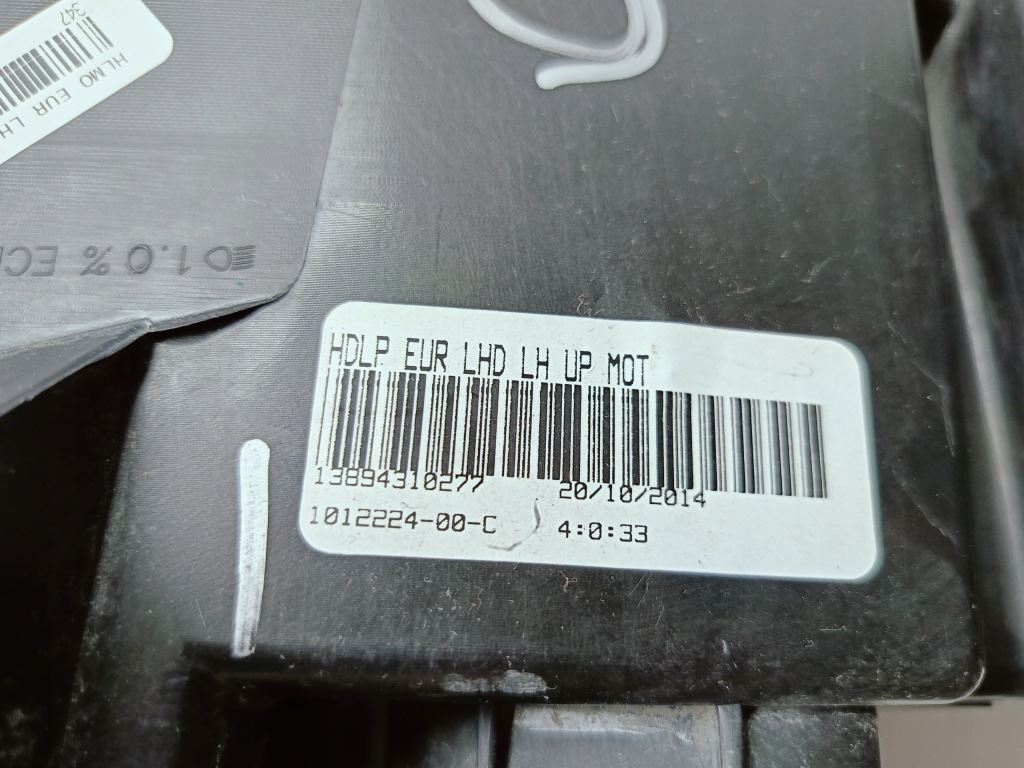 347
HLMO EUR LH
1.0% EC
HDLP EUR LHD LH UP MOT
13894310277 20/10/2014
1012224-00-C 4:0:33